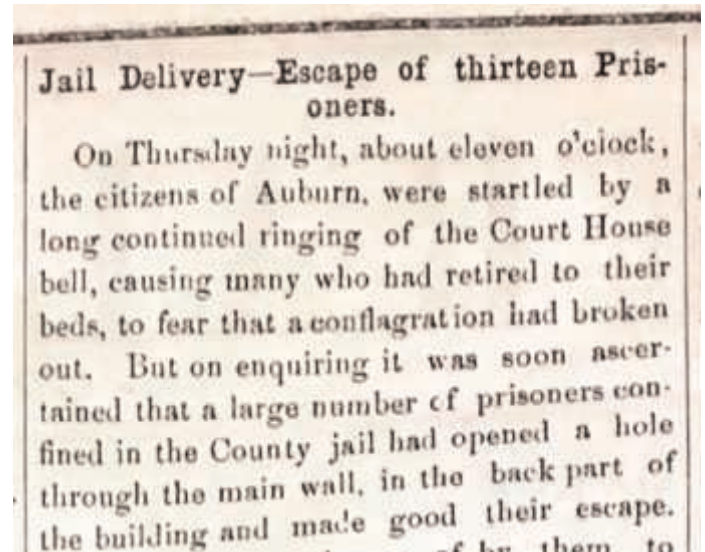 Jail Delivery—Escape of thirteen Pris-
oners.
On Thursday night, about eleven o'clock,
the citizens of Auburn, were startled by a
long continued ringing of the Court House
bell, causing many who had retired to their
beds, to fear that a conflagration had broken
out. But on enquiring it was soon ascer-
tained that a large number of prisoners con-
fined in the County jail had opened a hole
through the main wall, in the back part of
the building and made good their escape.
of by them to